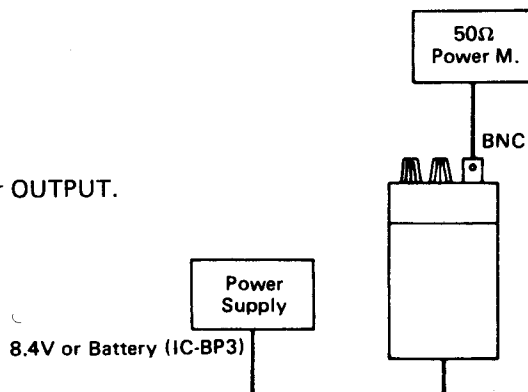 50Ω
Power M.
BNC
OUTPUT.
Power
Supply
8.4V or Battery (IC-BP3)